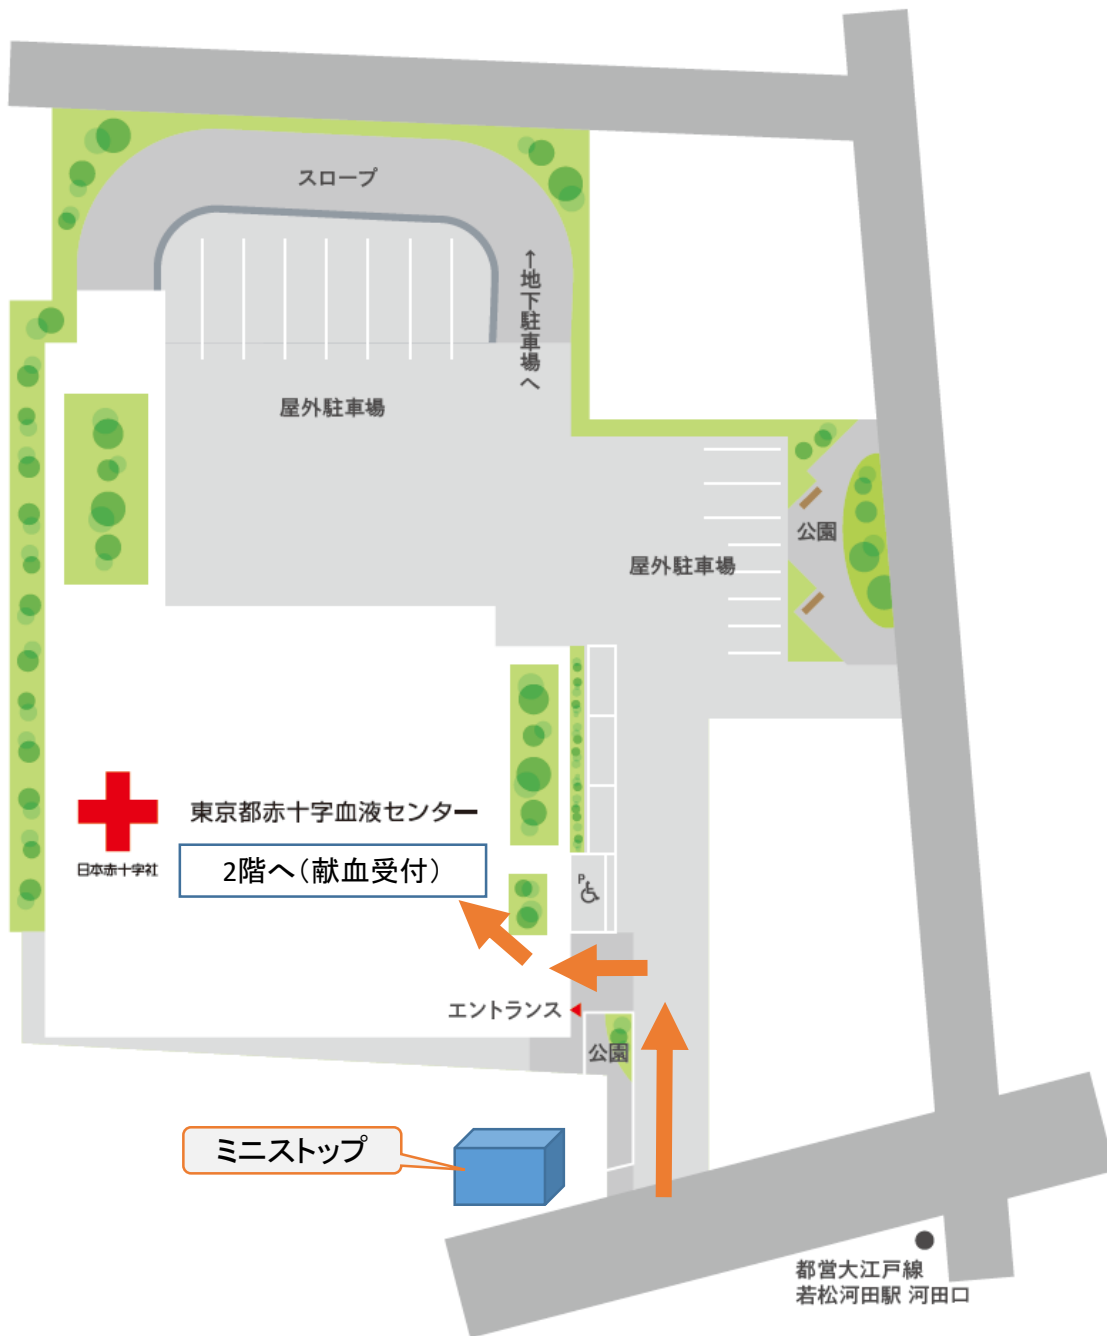 スロープ
↑地下駐車場へ
屋外駐車場
公園
屋外駐車場
東京都赤十字血液センター
日本赤十字社
2階へ（献血受付）
P
エントランス
公園
ミニストップ
都営大江戸線
若松河田駅 河田口